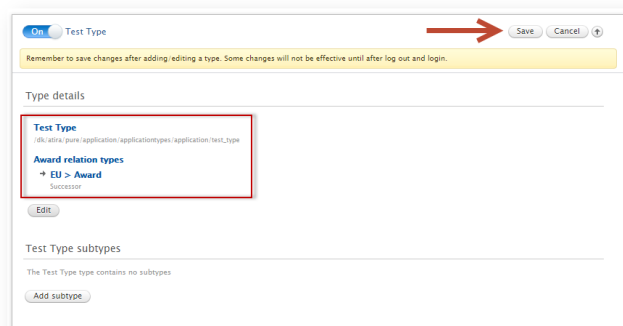 On Test Type Save Cancel
Remember to save changes after adding/editing a type. Some changes will not be effective until after log out and login.
Type details
Test Type
/dk/atira/pure/application/applicationtypes/application/test_type
Award relation types
EU > Award
Successor
Edit
Test Type subtypes
The Test Type type contains no subtypes
Add subtype